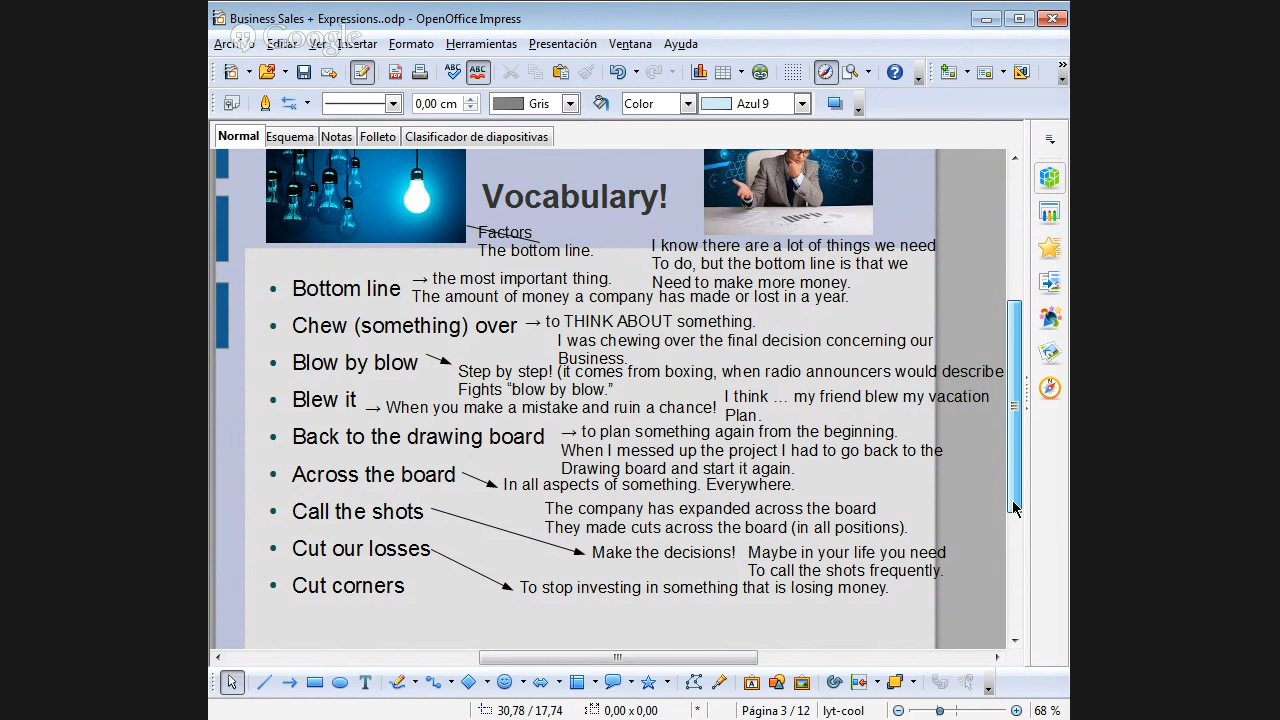 Business Sales + Expressions..odp - OpenOffice Impress
Google
Archivo Editar Ver Insertar Formato Herramientas Presentación Ventana Ayuda
ABC ABC
0,00 cm Gris Color Azul 9
Normal Esquema Notas Folleto Clasificador de diapositivas
Vocabulary!
Factors
The bottom line.
I know there are a lot of things we need
To do, but the bottom line is that we
Need to make more money.
• Bottom line → the most important thing.
The amount of money a company has made or lost in a year.
• Chew (something) over → to THINK ABOUT something.
I was chewing over the final decision concerning our
Business.
• Blow by blow
Step by step! (it comes from boxing, when radio announcers would describe
Fights “blow by blow.”
• Blew it → When you make a mistake and ruin a chance!
I think … my friend blew my vacation
Plan.
• Back to the drawing board → to plan something again from the beginning.
When I messed up the project I had to go back to the
Drawing board and start it again.
• Across the board
In all aspects of something. Everywhere.
The company has expanded across the board
They made cuts across the board (in all positions).
• Call the shots
Make the decisions! Maybe in your life you need
To call the shots frequently.
• Cut our losses
To stop investing in something that is losing money.
• Cut corners
30,78 / 17,74 0,00 x 0,00 * Página 3 / 12 lyt-cool 68 %